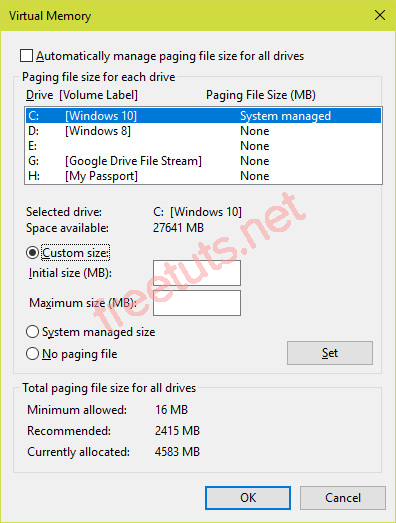 Virtual Memory
Automatically manage paging file size for all drives
Paging file size for each drive
Drive [Volume Label] Paging File Size (MB)
C: [Windows 10] System managed
D: [Windows 8] None
E: None
G: [Google Drive File Stream] None
H: [My Passport] None
Selected drive: C: [Windows 10]
Space available: 27641 MB
Custom size:
Initial size (MB):
Maximum size (MB):
System managed size
No paging file
Set
Total paging file size for all drives
Minimum allowed: 16 MB
Recommended: 2415 MB
Currently allocated: 4583 MB
OK Cancel
freetuts.net